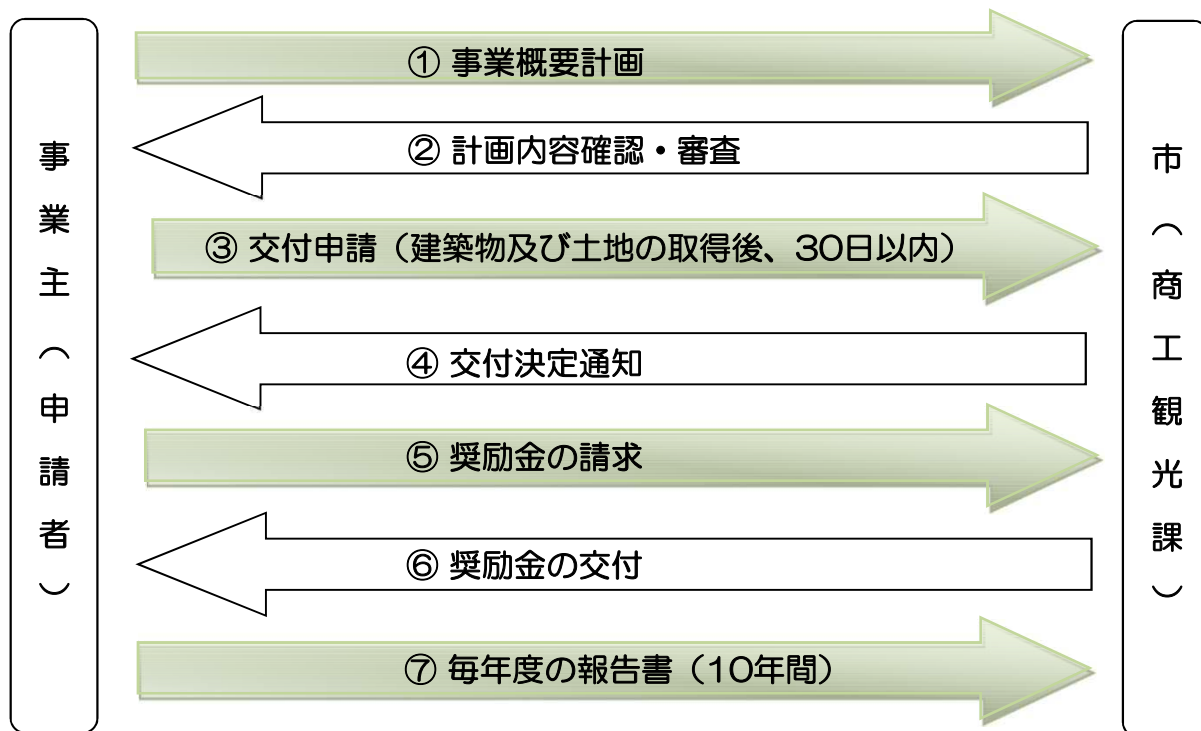 事業主（申請者）
① 事業概要計画
② 計画内容確認・審査
③ 交付申請（建築物及び土地の取得後、30日以内）
④ 交付決定通知
⑤ 奨励金の請求
⑥ 奨励金の交付
⑦ 毎年度の報告書（10年間）
市（商工観光課）